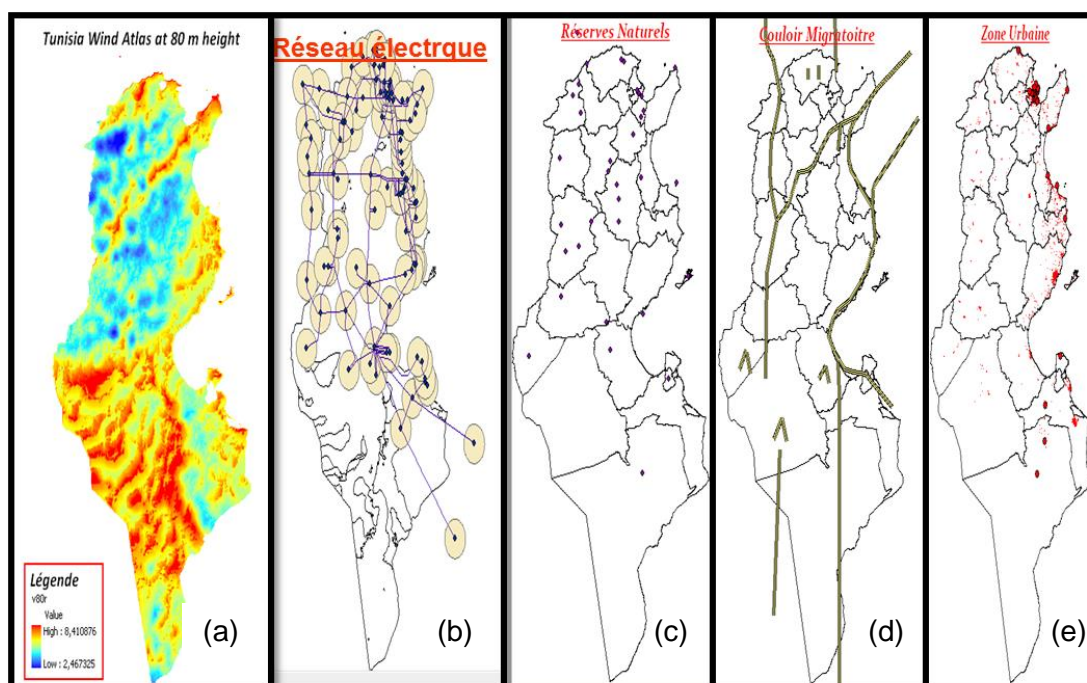 Tunisia Wind Atlas at 80 m height
Légende
v80r
Value
High : 8,410876
Low : 2,467325
(a)
Réseau électrque
(b)
Réserves Naturels
(c)
Couloir Migratoitre
(d)
Zone Urbaine
(e)